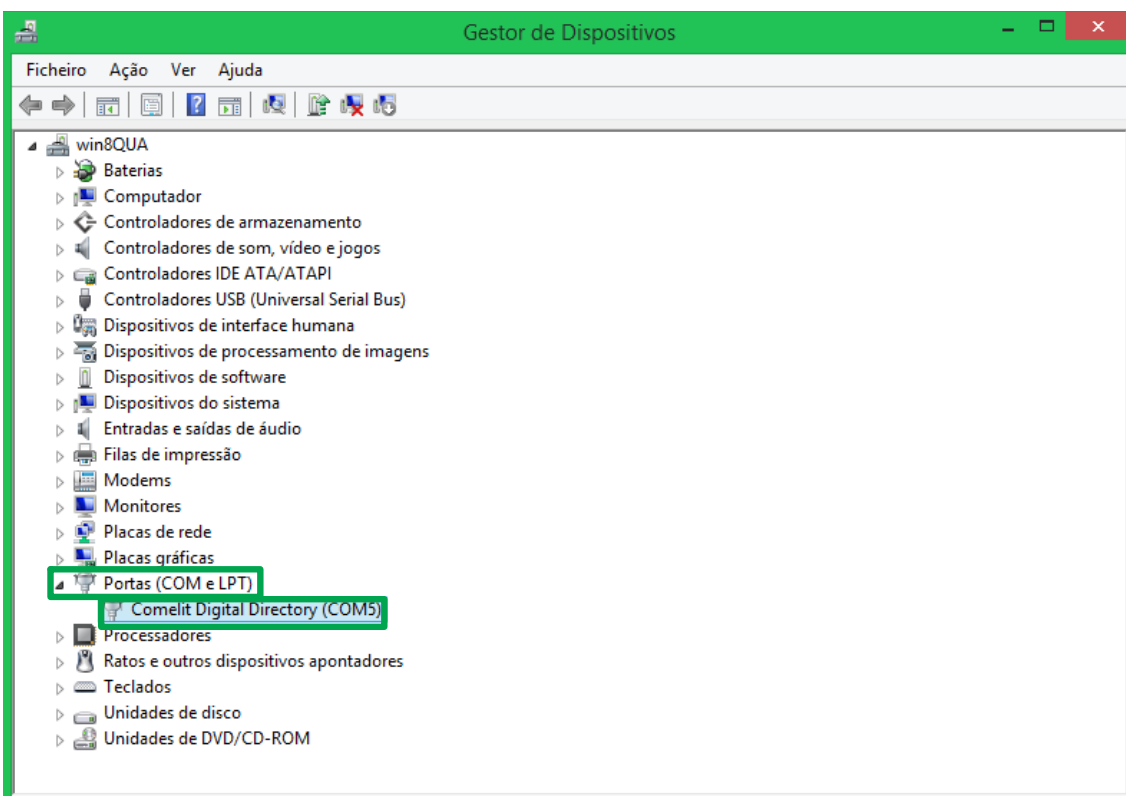 Gestor de Dispositivos
Ficheiro Ação Ver Ajuda
win8QUA
Baterias
Computador
Controladores de armazenamento
Controladores de som, vídeo e jogos
Controladores IDE ATA/ATAPI
Controladores USB (Universal Serial Bus)
Dispositivos de interface humana
Dispositivos de processamento de imagens
Dispositivos de software
Dispositivos do sistema
Entradas e saídas de áudio
Filas de impressão
Modems
Monitores
Placas de rede
Placas gráficas
Portas (COM e LPT)
Comelit Digital Directory (COM5)
Processadores
Ratos e outros dispositivos apontadores
Teclados
Unidades de disco
Unidades de DVD/CD-ROM